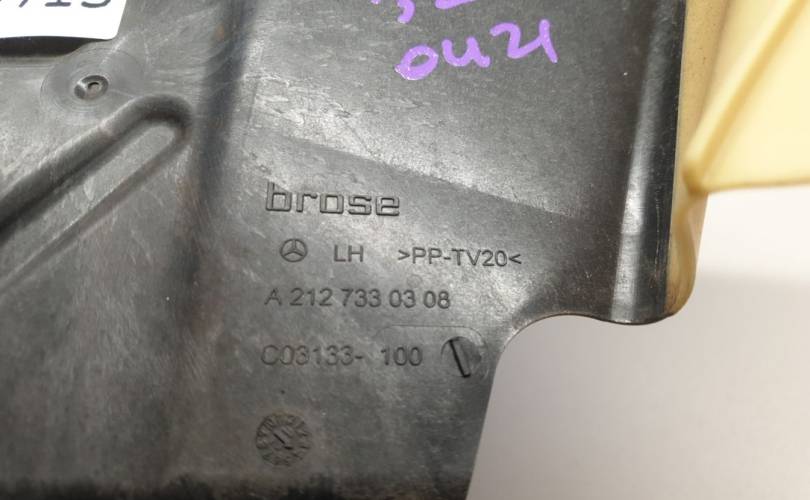 0421
brose
LH >PP-TV20<
A 212 733 03 08
C03133- 100